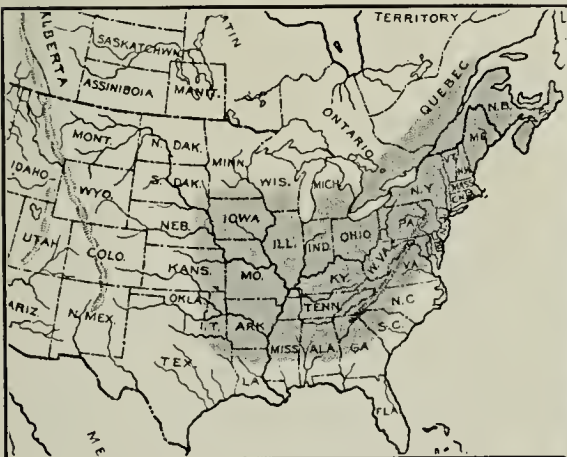 TERRITORY
ALBERTA
SASKATCHWN
ATIN
ASSINIBOIA
MANIT.
QUEBEC
ONTARIO
N.B.
ME.
MONT.
N. DAK.
MINN.
VT.
N.H.
IDAHO
S. DAK.
WIS.
MICH.
N.Y.
MASS
WYO.
NEB.
IOWA
PA.
UTAH
COLO.
KANS.
MO.
ILL.
IND.
OHIO
W.VA.
VA.
KY.
ARIZ.
N. MEX.
OKLA.
I.T.
ARK.
TENN.
N.C.
S.C.
TEX.
LA.
MISS.
ALA.
GA.
FLA.
ME